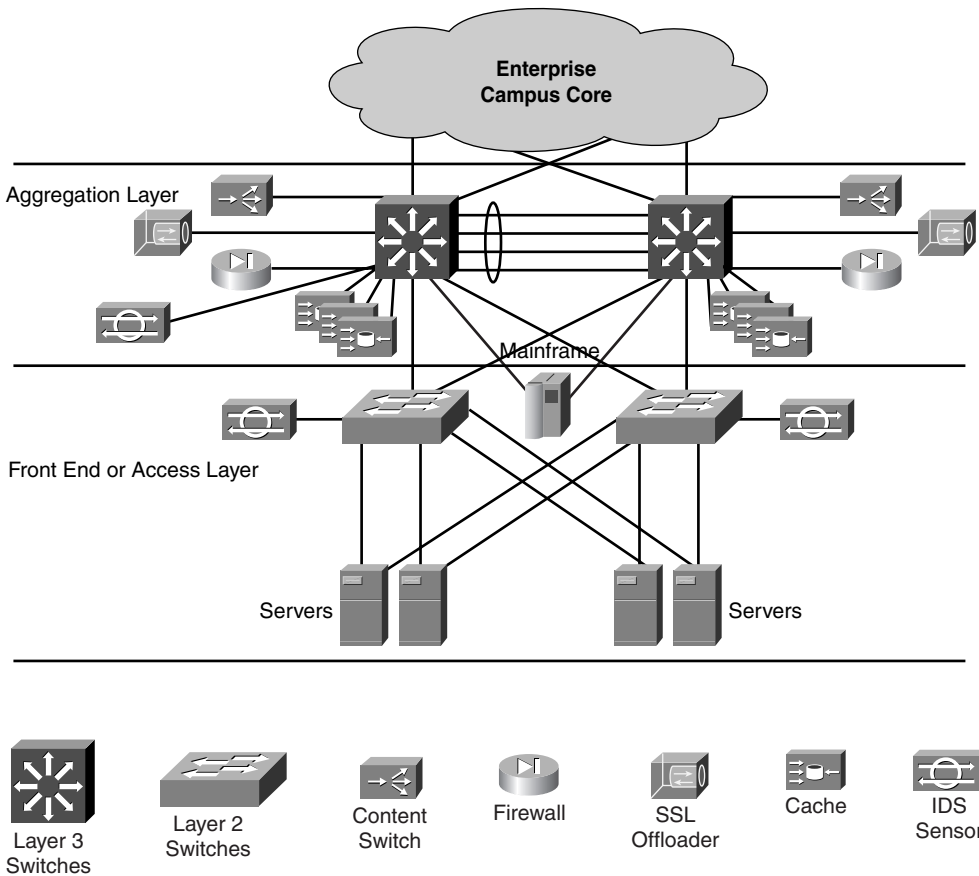 Enterprise
Campus Core
Aggregation Layer
Mainframe
Front End or Access Layer
Servers
Servers
Layer 3
Switches
Layer 2
Switches
Content
Switch
Firewall
SSL
Offloader
Cache
IDS
Sensor